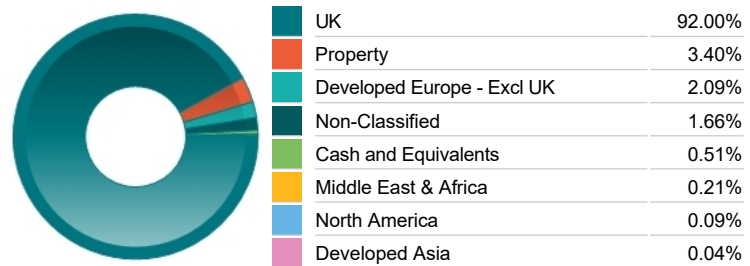 UK 92.00%
Property 3.40%
Developed Europe - Excl UK 2.09%
Non-Classified 1.66%
Cash and Equivalents 0.51%
Middle East & Africa 0.21%
North America 0.09%
Developed Asia 0.04%